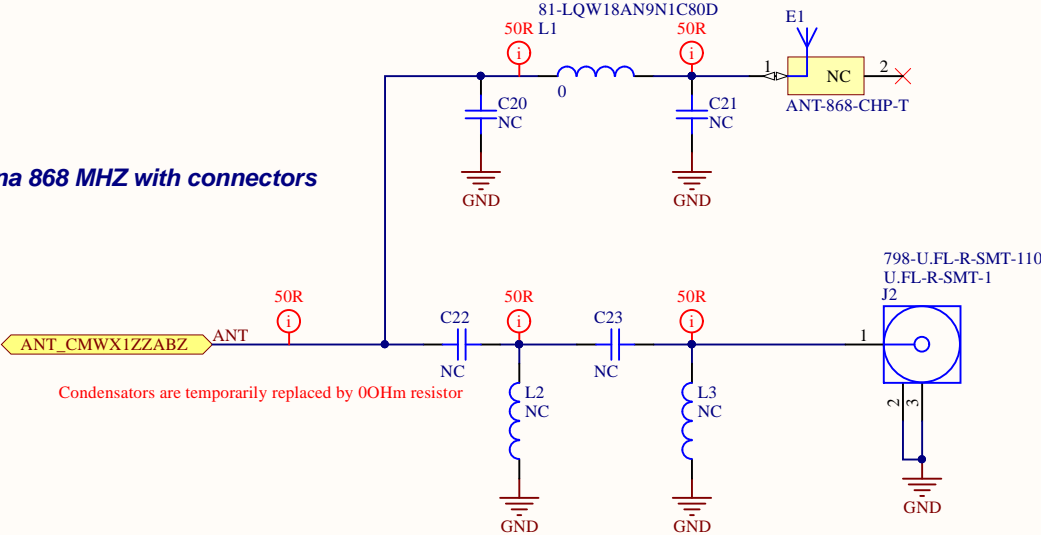 81-LQW18AN9N1C80D
50R
L1
50R
E1
i
i
0
1
NC
2
ANT-868-CHP-T
C20
NC
C21
NC
GND
GND
na 868 MHZ with connectors
798-U.FL-R-SMT-110
U.FL-R-SMT-1
J2
50R
50R
50R
i
C22
i
C23
i
ANT_CMWX1ZZABZ
ANT
1
NC
NC
Condensators are temporarily replaced by 0OHm resistor
L2
NC
L3
NC
2
3
GND
GND
GND